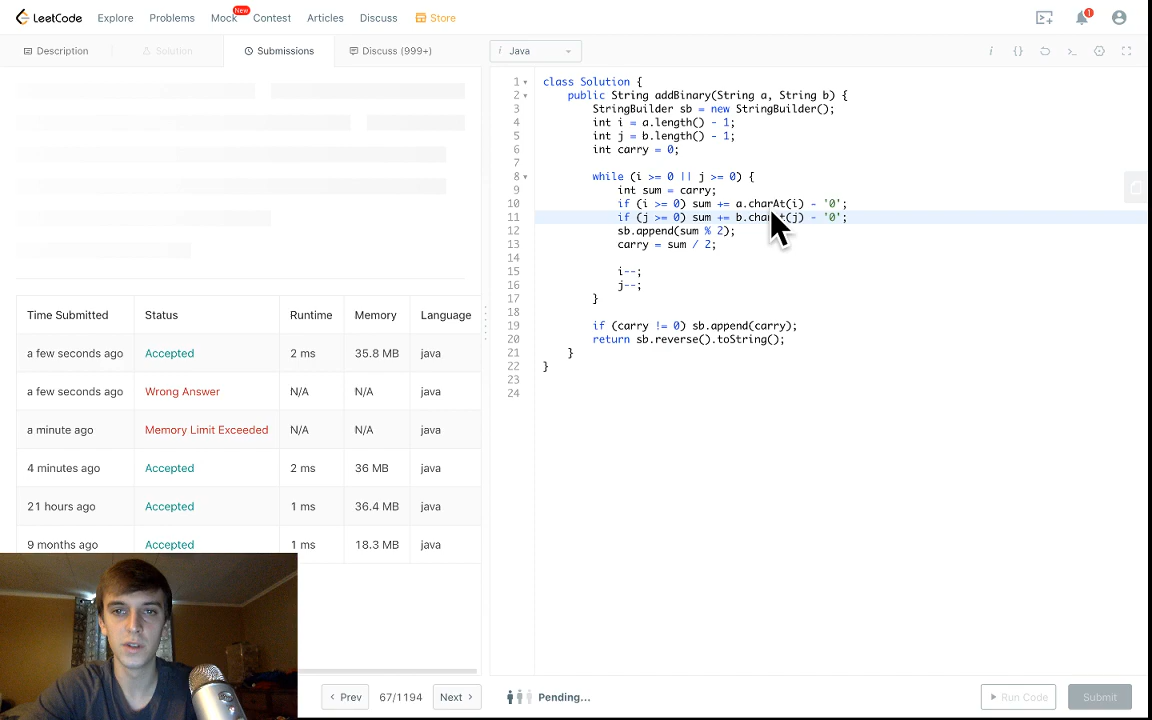 LeetCode Explore Problems Mock New Contest Articles Discuss Store 1
Description Solution Submissions Discuss (999+)
Time Submitted Status Runtime Memory Language
a few seconds ago Accepted 2 ms 35.8 MB java
a few seconds ago Wrong Answer N/A N/A java
a minute ago Memory Limit Exceeded N/A N/A java
4 minutes ago Accepted 2 ms 36 MB java
21 hours ago Accepted 1 ms 36.4 MB java
9 months ago Accepted 1 ms 18.3 MB java
Prev 67/1194 Next
i Java i {} >_
1 class Solution {
2 public String addBinary(String a, String b) {
3 StringBuilder sb = new StringBuilder();
4 int i = a.length() - 1;
5 int j = b.length() - 1;
6 int carry = 0;
7
8 while (i >= 0 || j >= 0) {
9 int sum = carry;
10 if (i >= 0) sum += a.charAt(i) - '0';
11 if (j >= 0) sum += b.charAt(j) - '0';
12 sb.append(sum % 2);
13 carry = sum / 2;
14
15 i--;
16 j--;
17 }
18
19 if (carry != 0) sb.append(carry);
20 return sb.reverse().toString();
21 }
22 }
23
24
Pending... Run Code Submit